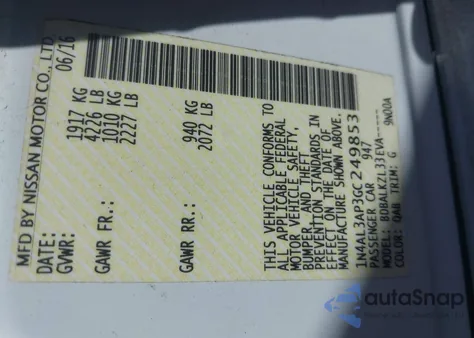 MFD BY NISSAN MOTOR CO., LTD
DATE: 06/16
GVWR: 1917 KG
4226 LB
GAWR FR.: 1010 KG
2227 LB
GAWR RR.: 940 KG
2072 LB
THIS VEHICLE CONFORMS TO
ALL APPLICABLE FEDERAL
MOTOR VEHICLE SAFETY,
BUMPER, AND THEFT
PREVENTION STANDARDS IN
EFFECT ON THE DATE OF
MANUFACTURE SHOWN ABOVE.
1N4AL3AP3GC249853
PASSENGER CAR 947
MODEL: BDBALKZL33EVA-----
COLOR: QAB TRIM: G
autaSnap